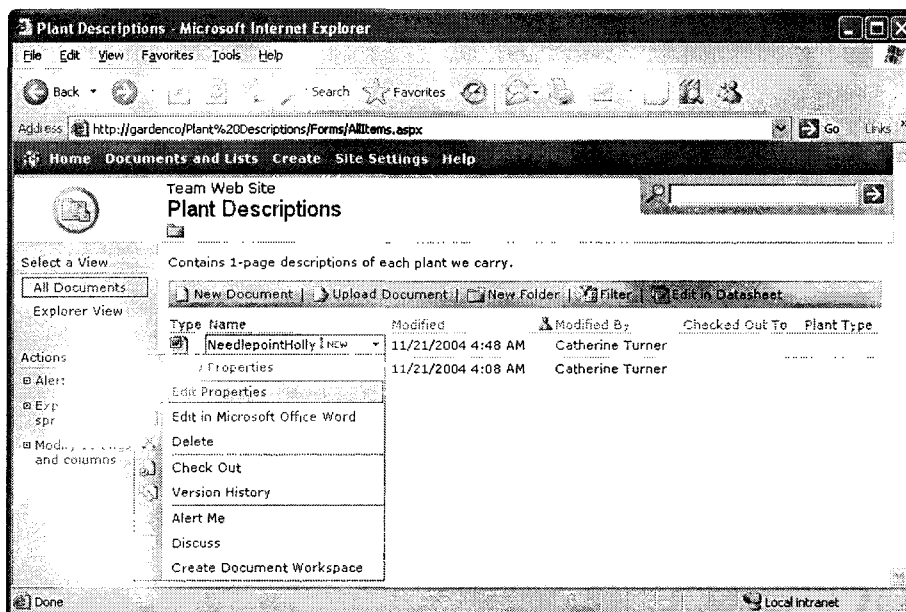 Plant Descriptions - Microsoft Internet Explorer
File Edit View Favorites Tools Help
Back Search Favorites
Address http://gardenco/Plant%20Descriptions/Forms/AllItems.aspx Go Links
Home Documents and Lists Create Site Settings Help
Team Web Site
Plant Descriptions
Select a View
All Documents
Explorer View
Actions
Contains 1-page descriptions of each plant we carry.
New Document | Upload Document | New Folder | Filter | Edit in Datasheet
Type Name Modified Modified By Checked Out To Plant Type
NeedlepointHolly ! NEW 11/21/2004 4:48 AM Catherine Turner
11/21/2004 4:08 AM Catherine Turner
Properties
Edit Properties
Edit in Microsoft Office Word
Delete
Check Out
Version History
Alert Me
Discuss
Create Document Workspace
Aler
Exp
spr
Mod
and columns
Done Local intranet